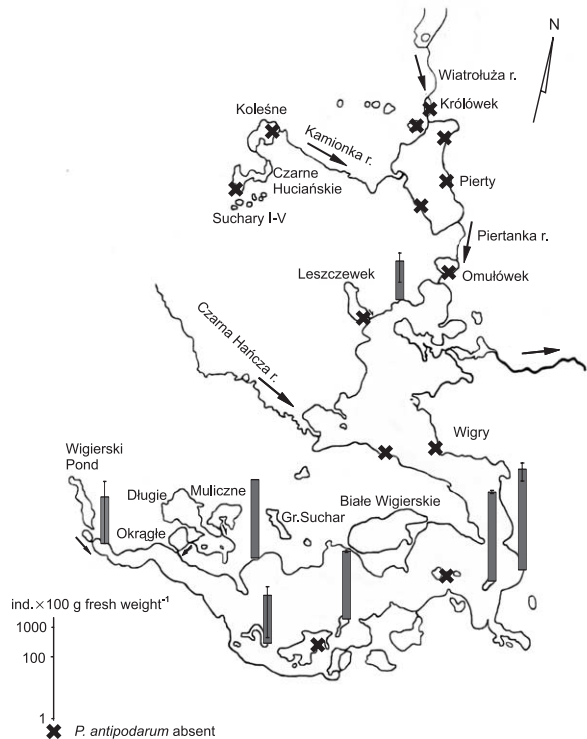 N
Wiatrołuża r.
Królówek
Koleśne
Kamionka r.
Czarne
Huciańskie
Pierty
Suchary I-V
Piertanka r.
Leszczewek
Omułówek
Czarna Hańcza r.
Wigry
Wigierski
Pond
Długie
Muliczne
Gr.Suchar
Białe Wigierskie
Okrągłe
ind.×100 g fresh weight⁻¹
1000
100
1
P. antipodarum absent